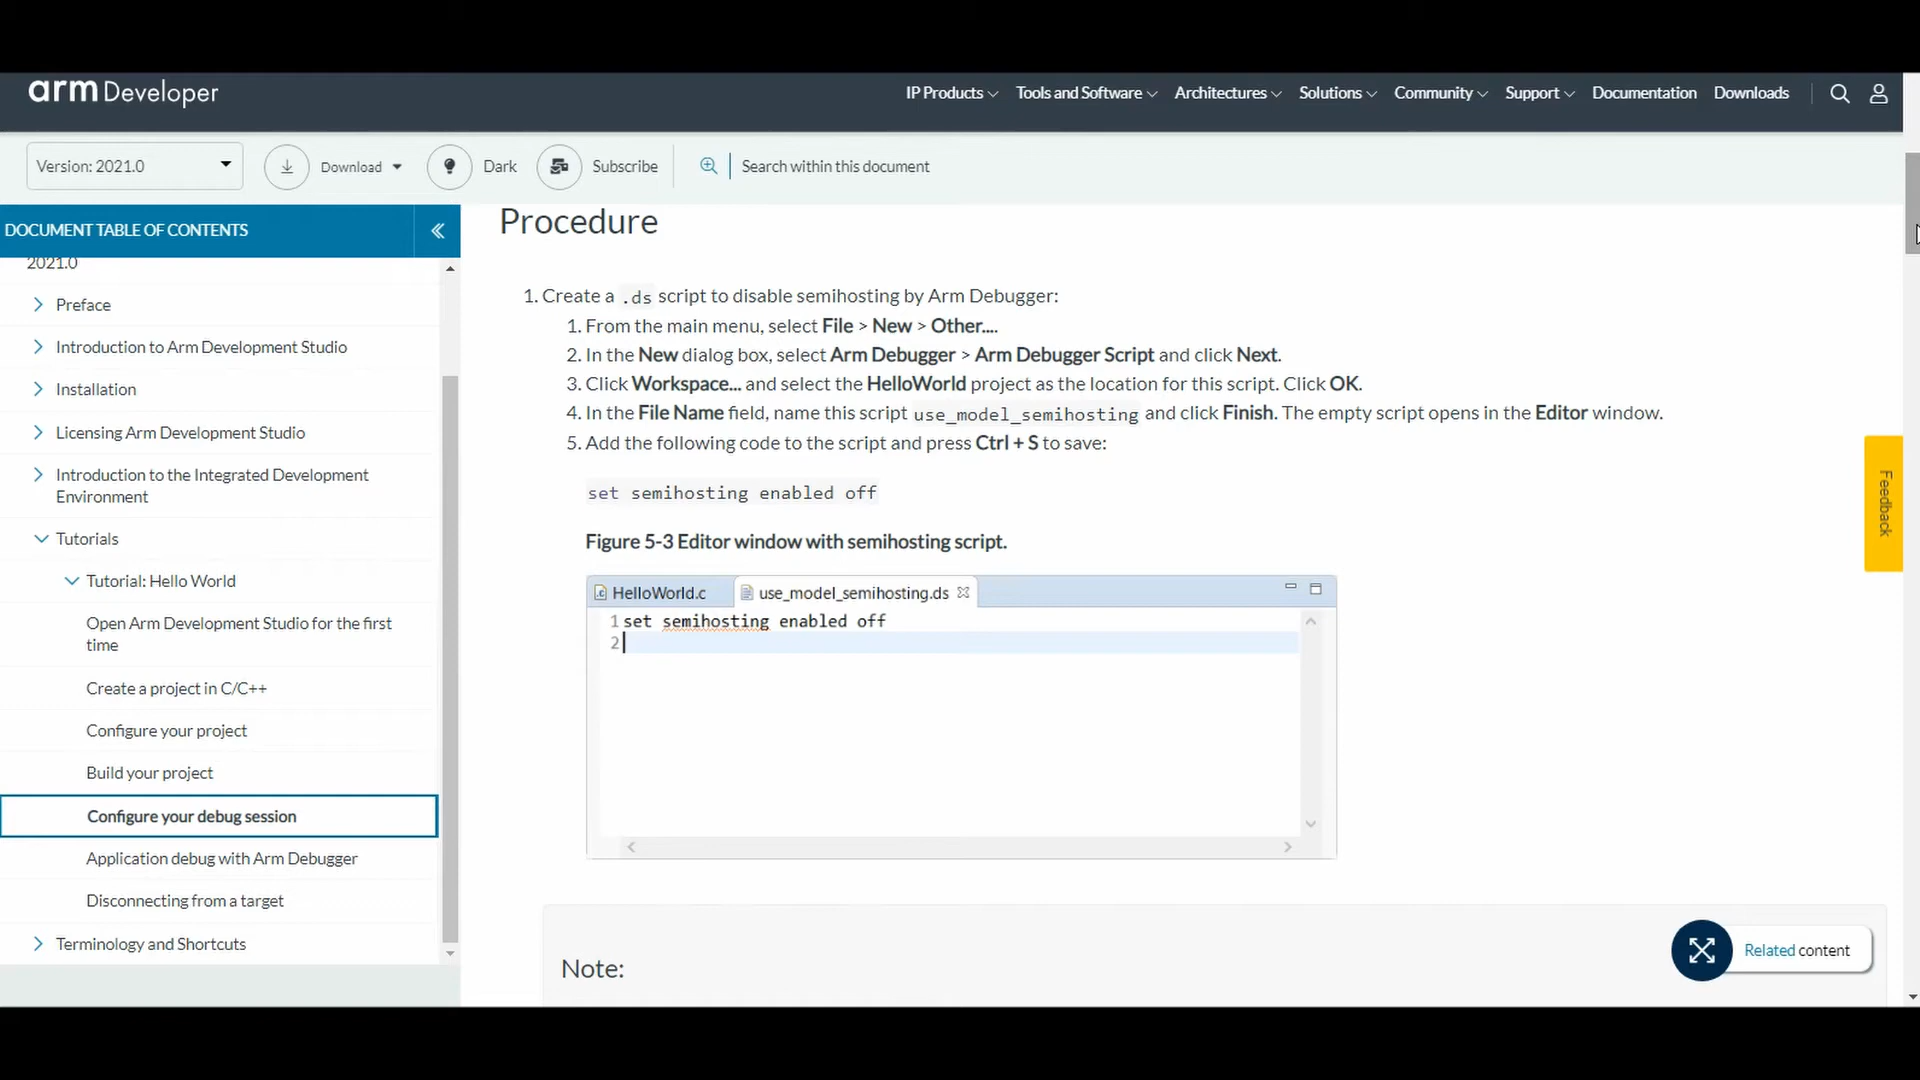 arm Developer
IP Products Tools and Software Architectures Solutions Community Support Documentation Downloads
Version: 2021.0 Download Dark Subscribe Search within this document
DOCUMENT TABLE OF CONTENTS
2021.0
Preface
Introduction to Arm Development Studio
Installation
Licensing Arm Development Studio
Introduction to the Integrated Development
Environment
Tutorials
Tutorial: Hello World
Open Arm Development Studio for the first
time
Create a project in C/C++
Configure your project
Build your project
Configure your debug session
Application debug with Arm Debugger
Disconnecting from a target
Terminology and Shortcuts
Procedure
1. Create a .ds script to disable semihosting by Arm Debugger:
1. From the main menu, select File > New > Other....
2. In the New dialog box, select Arm Debugger > Arm Debugger Script and click Next.
3. Click Workspace... and select the HelloWorld project as the location for this script. Click OK.
4. In the File Name field, name this script use_model_semihosting and click Finish. The empty script opens in the Editor window.
5. Add the following code to the script and press Ctrl + S to save:
set semihosting enabled off
Figure 5-3 Editor window with semihosting script.
HelloWorld.c use_model_semihosting.ds
1 set semihosting enabled off
2
Note:
Feedback
Related content